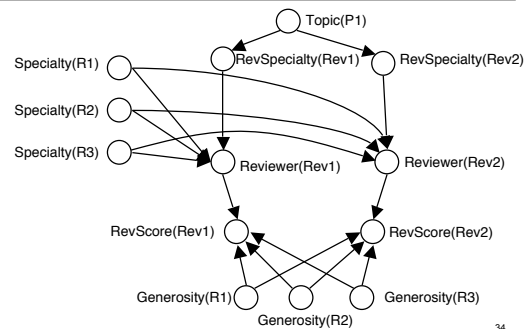 Topic(P1)
RevSpecialty(Rev1)
RevSpecialty(Rev2)
Specialty(R1)
Specialty(R2)
Specialty(R3)
Reviewer(Rev1)
Reviewer(Rev2)
RevScore(Rev1)
RevScore(Rev2)
Generosity(R1)
Generosity(R3)
Generosity(R2)
34